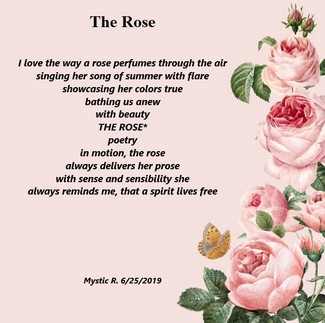 The Rose
I love the way a rose perfumes through the air
singing her song of summer with flare
showcasing her colors true
bathing us anew
with beauty
THE ROSE*
poetry
in motion, the rose
always delivers her prose
with sense and sensibility she
always reminds me, that a spirit lives free
Mystic R. 6/25/2019